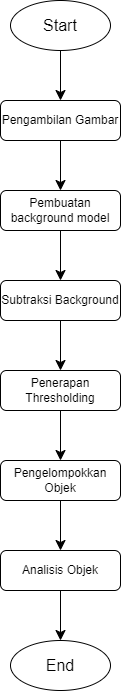 Start
Pengambilan Gambar
Pembuatan
background model
Subtraksi Background
Penerapan
Thresholding
Pengelompokkan
Objek
Analisis Objek
End